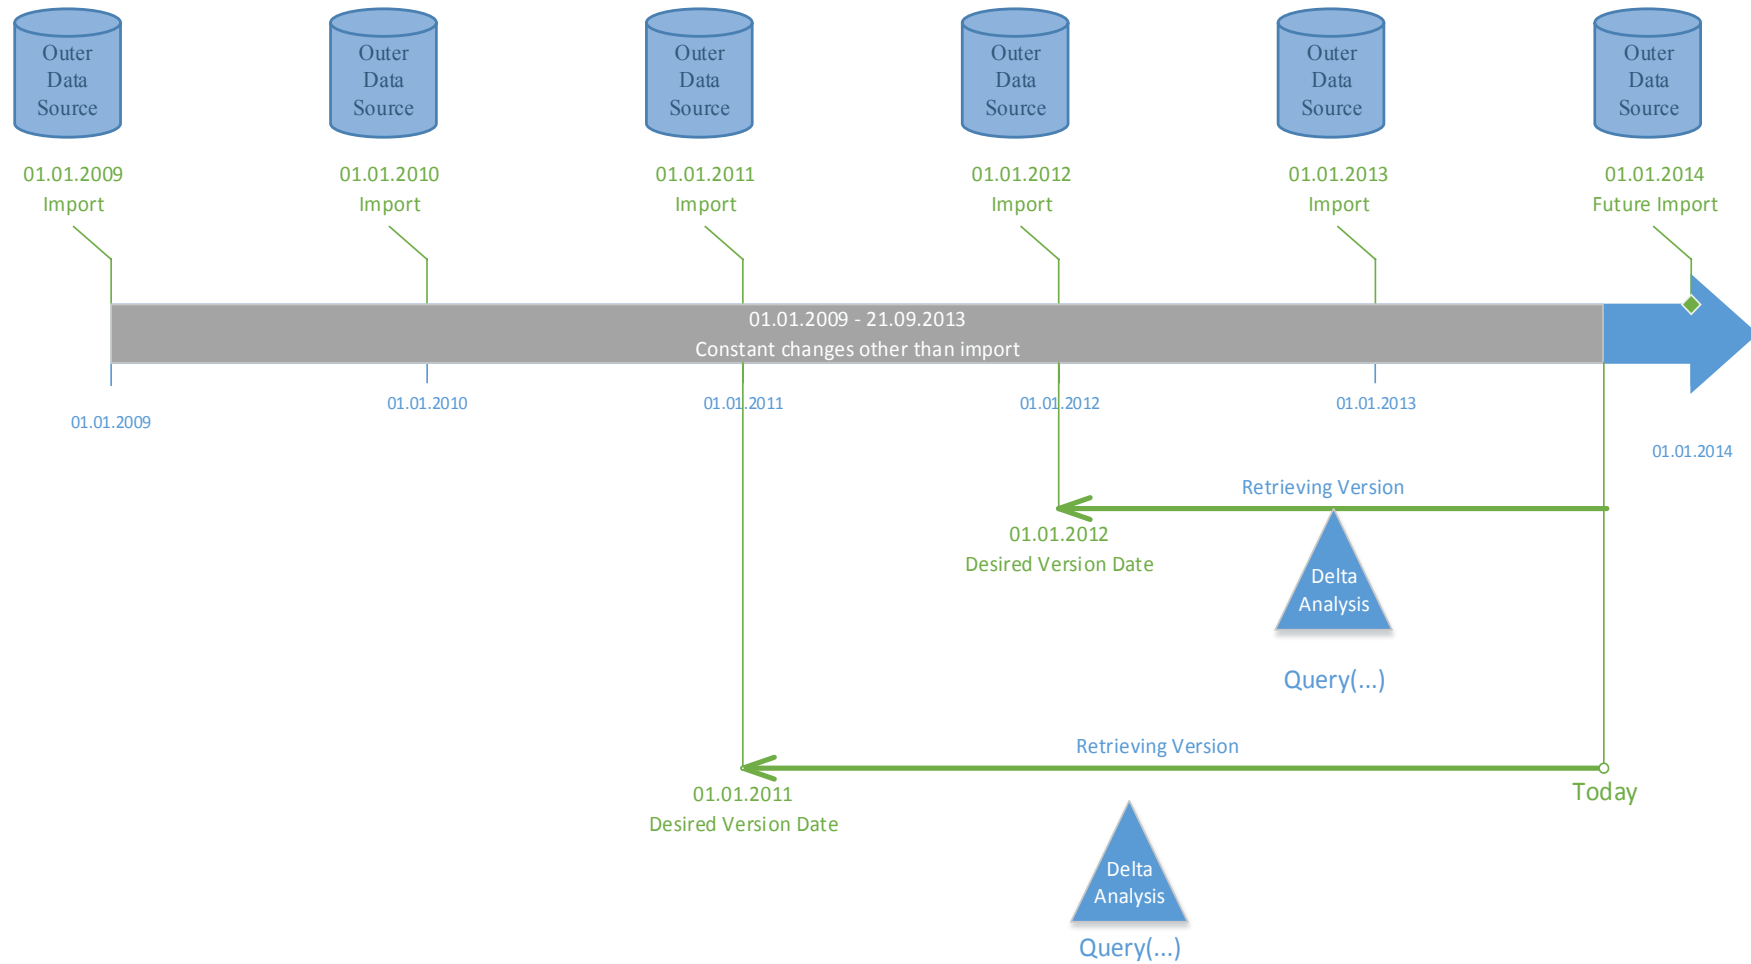 Outer
Data
Source
Outer
Data
Source
Outer
Data
Source
Outer
Data
Source
Outer
Data
Source
Outer
Data
Source
01.01.2009
Import
01.01.2010
Import
01.01.2011
Import
01.01.2012
Import
01.01.2013
Import
01.01.2014
Future Import
01.01.2009 - 21.09.2013
Constant changes other than import
01.01.2009
01.01.2010
01.01.2011
01.01.2012
01.01.2013
01.01.2014
Retrieving Version
01.01.2012
Desired Version Date
Delta
Analysis
Query(...)
Retrieving Version
01.01.2011
Desired Version Date
Today
Delta
Analysis
Query(...)